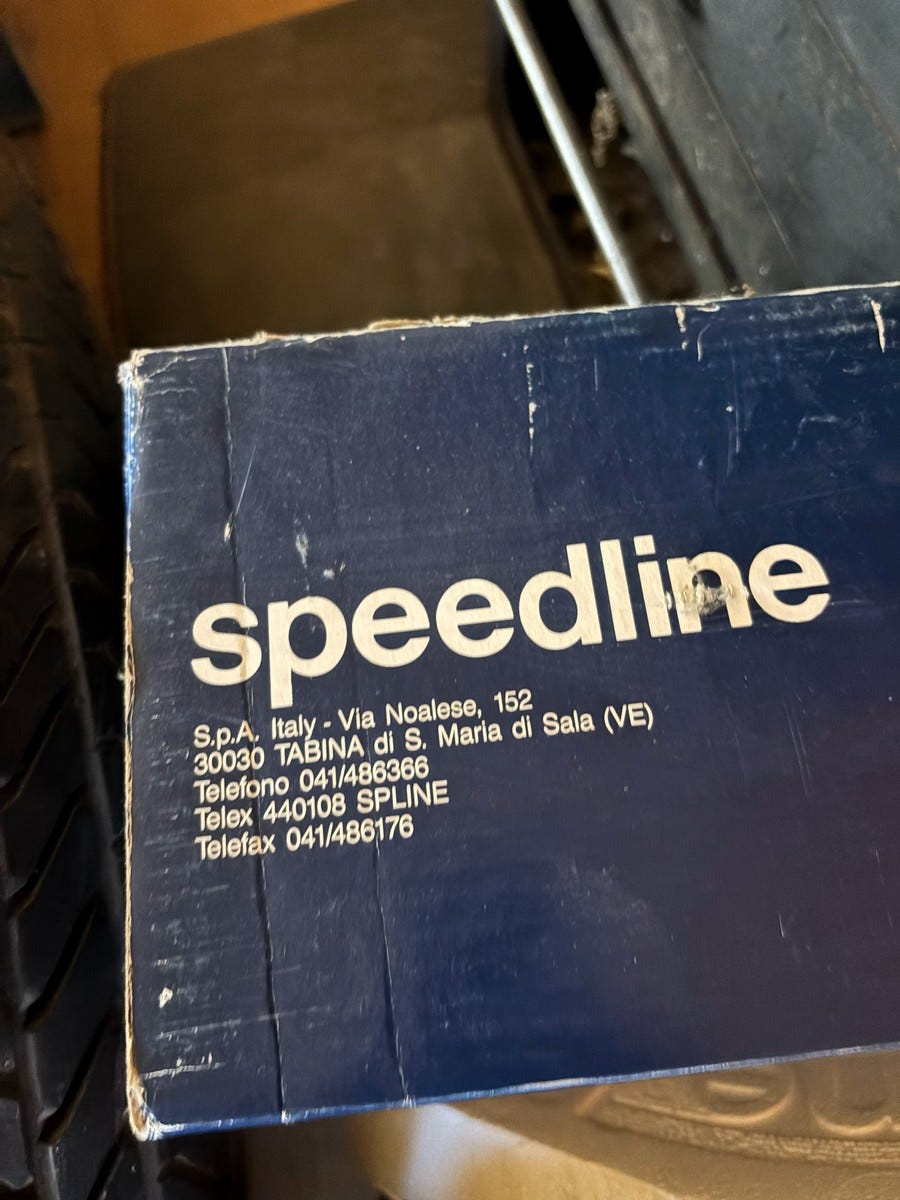 speedline
S.p.A. Italy - Via Noalese, 152
30030 TABINA di S. Maria di Sala (VE)
Telefono 041/486366
Telex 440108 SPLINE
Telefax 041/486176